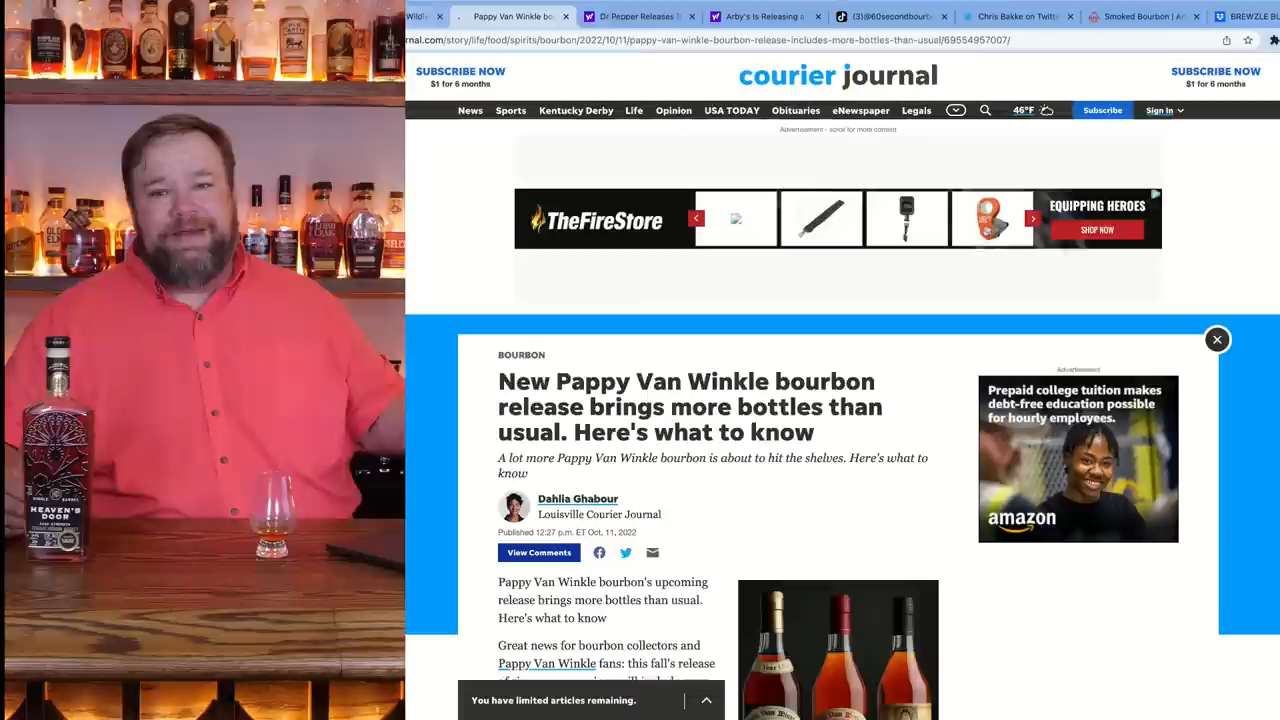 Wildl
Pappy Van Winkle bo
Dr Pepper Releases
Arby's Is Releasing a
(3)@60secondbourb
Chris Bakke on Twitt
Smoked Bourbon | A
BREWZLE BL
rnal.com/story/life/food/spirits/bourbon/2022/10/11/pappy-van-winkle-bourbon-release-includes-more-bottles-than-usual/69554957007/
SUBSCRIBE NOW
$1 for 6 months
courier journal
SUBSCRIBE NOW
$1 for 6 months
News Sports Kentucky Derby Life Opinion USA TODAY Obituaries eNewspaper Legals 46°F Subscribe Sign In
Advertisement - scroll for more content
TheFireStore
EQUIPPING HEROES
SHOP NOW
BOURBON
New Pappy Van Winkle bourbon
release brings more bottles than
usual. Here's what to know
A lot more Pappy Van Winkle bourbon is about to hit the shelves. Here's what to
know
Dahlia Ghabour
Louisville Courier Journal
Published 12:27 p.m. ET Oct. 11, 2022
View Comments
Pappy Van Winkle bourbon's upcoming
release brings more bottles than usual.
Here's what to know
Great news for bourbon collectors and
Pappy Van Winkle fans: this fall's release
You have limited articles remaining.
Advertisement
Prepaid college tuition makes
debt-free education possible
for hourly employees.
amazon
OLD
ELM
ELIJAH
CRAIG
SINGLE BARREL
HEAVEN'S
DOOR
CASK STRENGTH